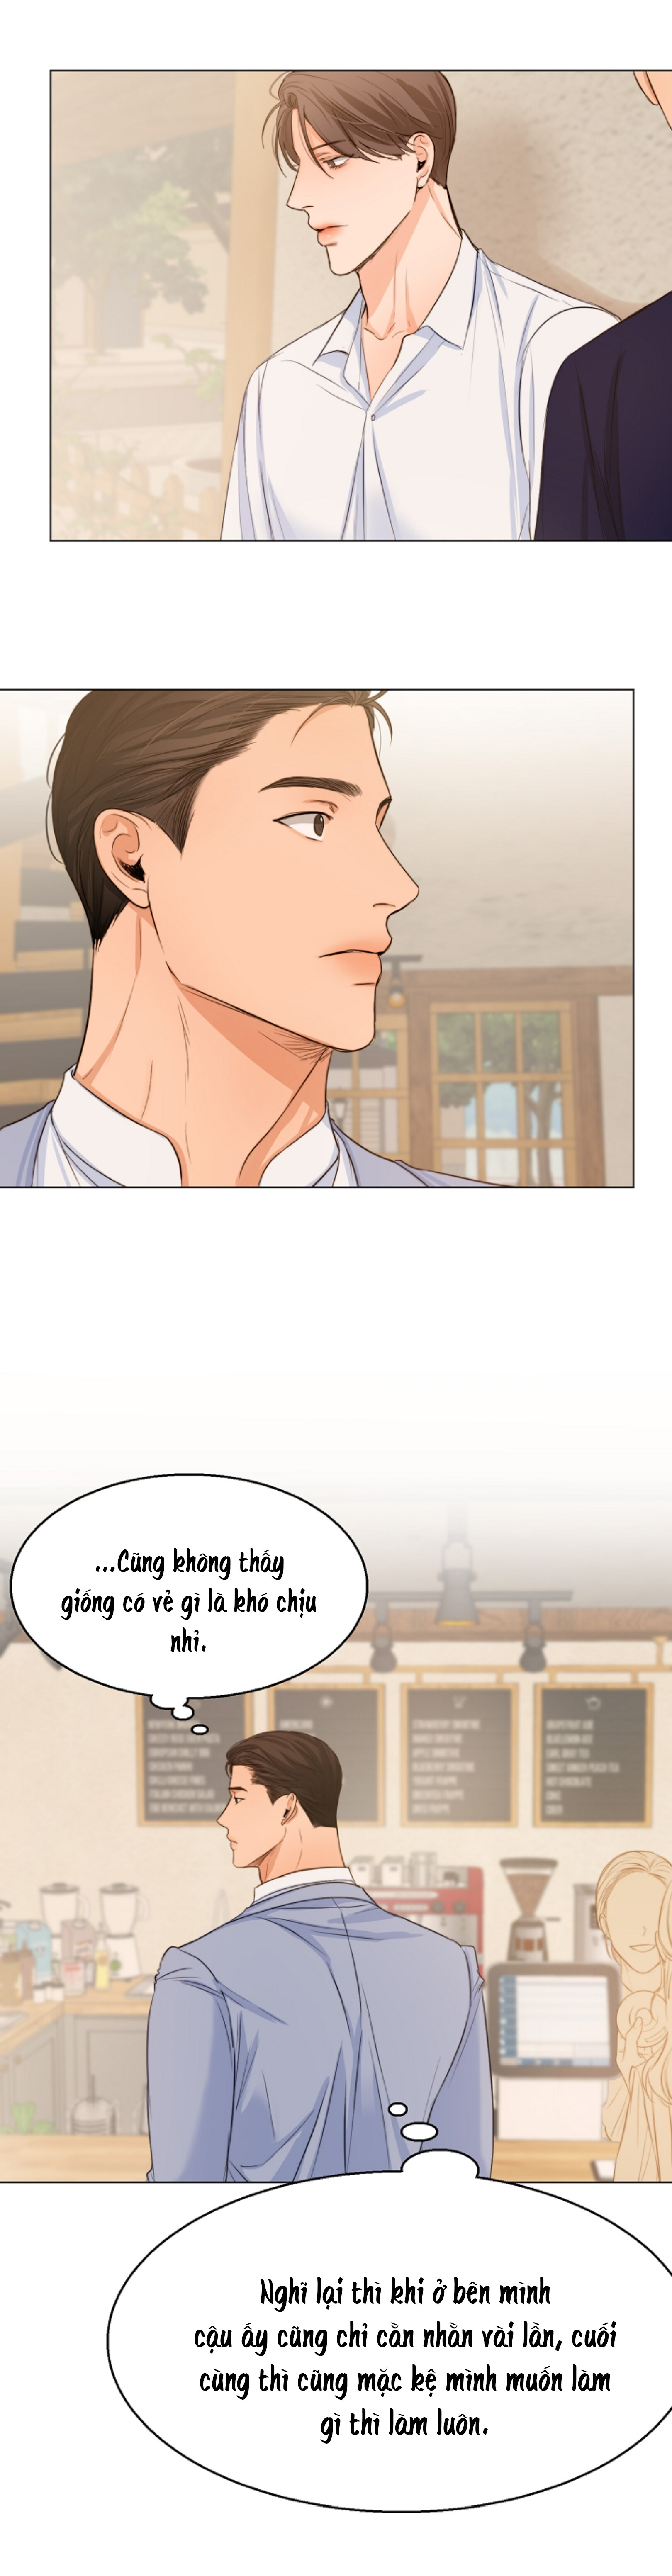 ...Cũng không thấy
giống có vẻ gì là khó chịu
nhỉ.
Nghĩ lại thì khi ở bên mình
cậu ấy cũng chỉ cằn nhằn vài lần, cuối
cùng thì cũng mặc kệ mình muốn làm
gì thì làm luôn.